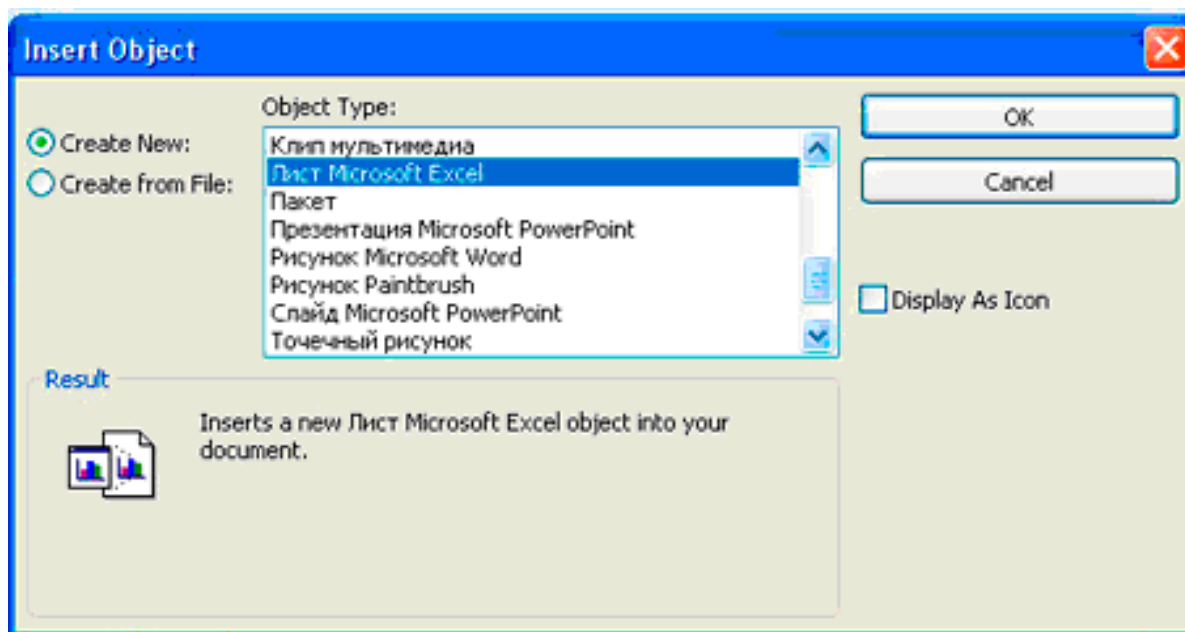 Insert Object
Object Type:
OK
Create New:
Create from File:
Клип мультимедиа
Лист Microsoft Excel
Пакет
Презентация Microsoft PowerPoint
Рисунок Microsoft Word
Рисунок Paintbrush
Слайд Microsoft PowerPoint
Точечный рисунок
Cancel
Display As Icon
Result
Inserts a new Лист Microsoft Excel object into your
document.